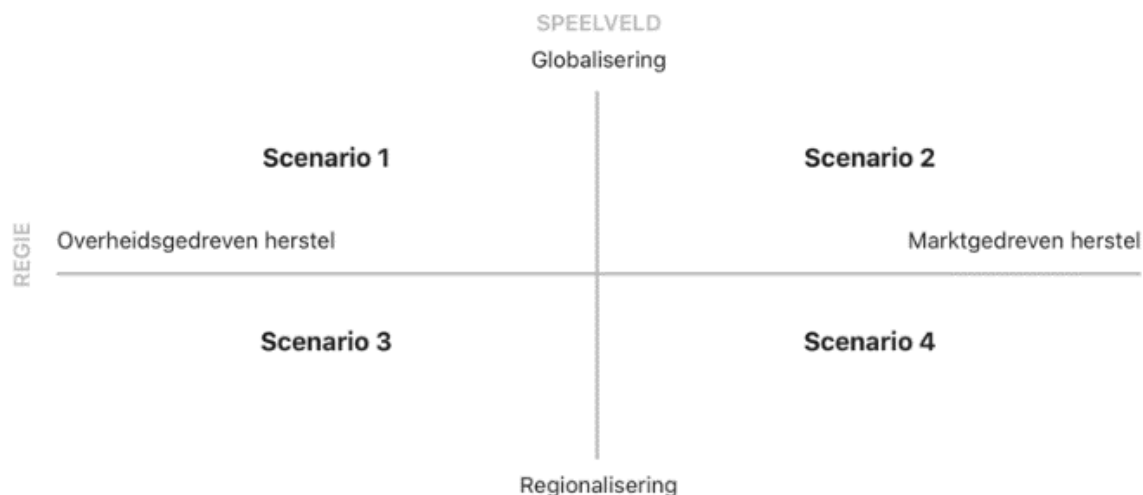 SPEELVELD
Globalisering
Scenario 1
Scenario 2
REGIE
Overheidsgedreven herstel
Marktgedreven herstel
Scenario 3
Scenario 4
Regionalisering